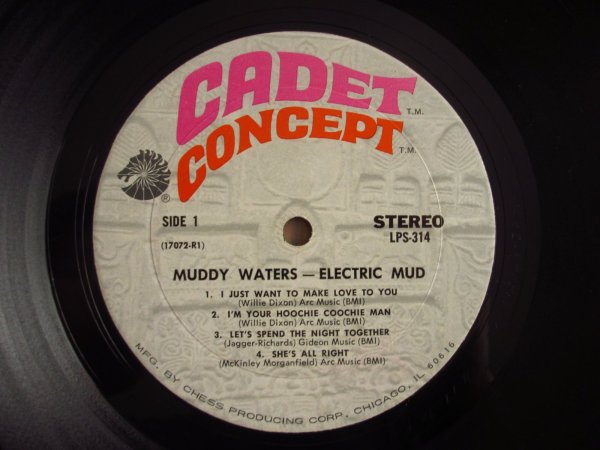 CADET T.M.
CONCEPT T.M.
®
SIDE 1
STEREO
(17072-R1)
LPS-314
MUDDY WATERS — ELECTRIC MUD
1. I JUST WANT TO MAKE LOVE TO YOU
(Willie Dixon) Arc Music (BMI)
2. I'M YOUR HOOCHIE COOCHIE MAN
(Willie Dixon) Arc Music (BMI)
3. LET'S SPEND THE NIGHT TOGETHER
(Jagger-Richards) Gideon Music (BMI)
4. SHE'S ALL RIGHT
(McKinley Morganfield) Arc Music (BMI)
MFG. BY CHESS PRODUCING CORP., CHICAGO, IL 60616